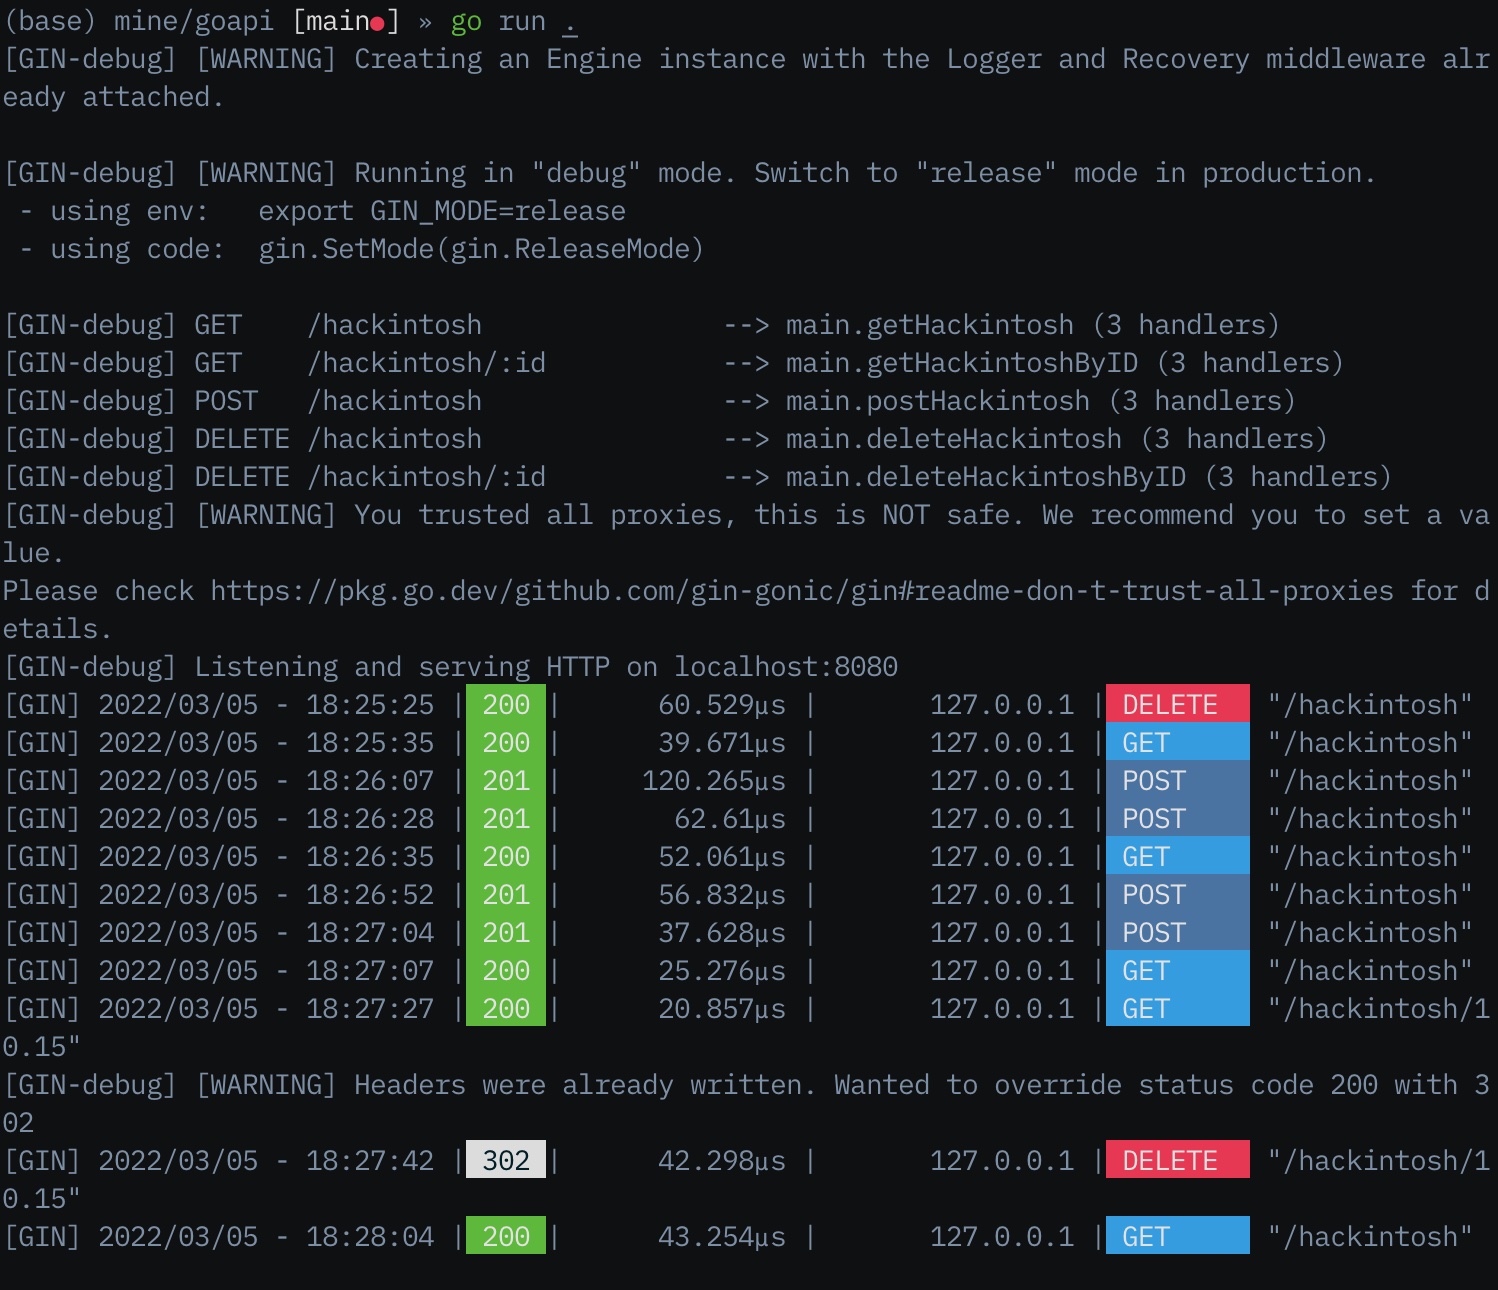 (base) mine/goapi [main●] » go run .
[GIN-debug] [WARNING] Creating an Engine instance with the Logger and Recovery middleware alr
eady attached.

[GIN-debug] [WARNING] Running in "debug" mode. Switch to "release" mode in production.
 - using env:   export GIN_MODE=release
 - using code:  gin.SetMode(gin.ReleaseMode)

[GIN-debug] GET    /hackintosh               --> main.getHackintosh (3 handlers)
[GIN-debug] GET    /hackintosh/:id           --> main.getHackintoshByID (3 handlers)
[GIN-debug] POST   /hackintosh               --> main.postHackintosh (3 handlers)
[GIN-debug] DELETE /hackintosh               --> main.deleteHackintosh (3 handlers)
[GIN-debug] DELETE /hackintosh/:id           --> main.deleteHackintoshByID (3 handlers)
[GIN-debug] [WARNING] You trusted all proxies, this is NOT safe. We recommend you to set a va
lue.
Please check https://pkg.go.dev/github.com/gin-gonic/gin#readme-don-t-trust-all-proxies for d
etails.
[GIN-debug] Listening and serving HTTP on localhost:8080
[GIN] 2022/03/05 - 18:25:25 | 200 |      60.529µs |       127.0.0.1 | DELETE   "/hackintosh"
[GIN] 2022/03/05 - 18:25:35 | 200 |      39.671µs |       127.0.0.1 | GET      "/hackintosh"
[GIN] 2022/03/05 - 18:26:07 | 201 |     120.265µs |       127.0.0.1 | POST     "/hackintosh"
[GIN] 2022/03/05 - 18:26:28 | 201 |       62.61µs |       127.0.0.1 | POST     "/hackintosh"
[GIN] 2022/03/05 - 18:26:35 | 200 |      52.061µs |       127.0.0.1 | GET      "/hackintosh"
[GIN] 2022/03/05 - 18:26:52 | 201 |      56.832µs |       127.0.0.1 | POST     "/hackintosh"
[GIN] 2022/03/05 - 18:27:04 | 201 |      37.628µs |       127.0.0.1 | POST     "/hackintosh"
[GIN] 2022/03/05 - 18:27:07 | 200 |      25.276µs |       127.0.0.1 | GET      "/hackintosh"
[GIN] 2022/03/05 - 18:27:27 | 200 |      20.857µs |       127.0.0.1 | GET      "/hackintosh/1
0.15"
[GIN-debug] [WARNING] Headers were already written. Wanted to override status code 200 with 3
02
[GIN] 2022/03/05 - 18:27:42 | 302 |      42.298µs |       127.0.0.1 | DELETE   "/hackintosh/1
0.15"
[GIN] 2022/03/05 - 18:28:04 | 200 |      43.254µs |       127.0.0.1 | GET      "/hackintosh"